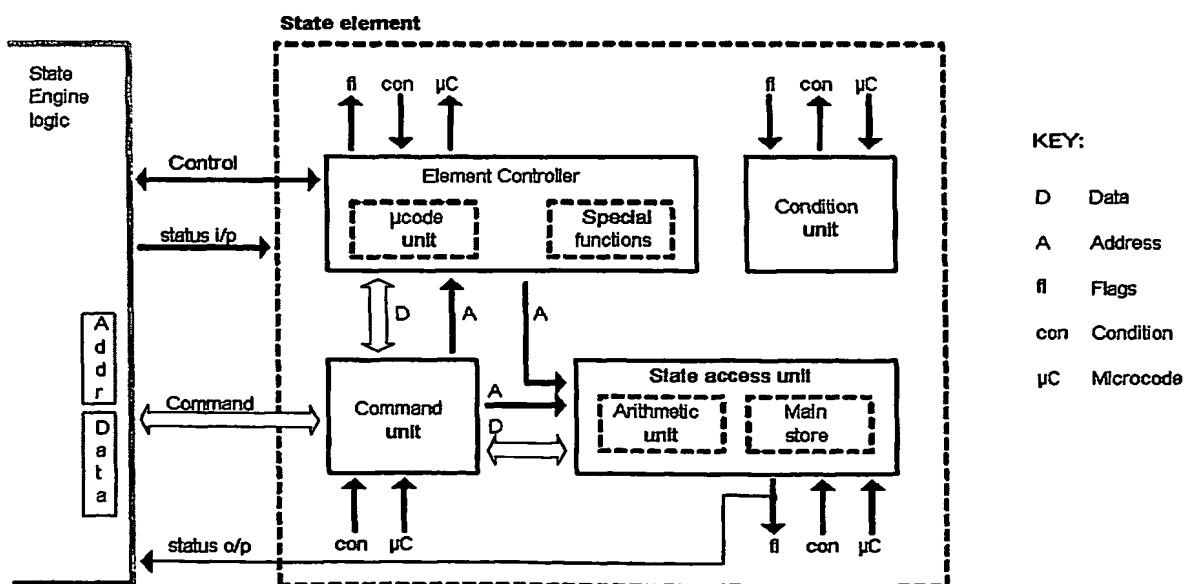 State element
State
Engine
logic
fl con µC
fl con µC
Control
Element Controller
µcode
unit
Special
functions
Condition
unit
status i/p
D
A
A
Addr
Data
Command
Command
unit
A
D
State access unit
Arithmetic
unit
Main
store
con µC
fl con µC
status o/p
KEY:
D Data
A Address
fl Flags
con Condition
µC Microcode